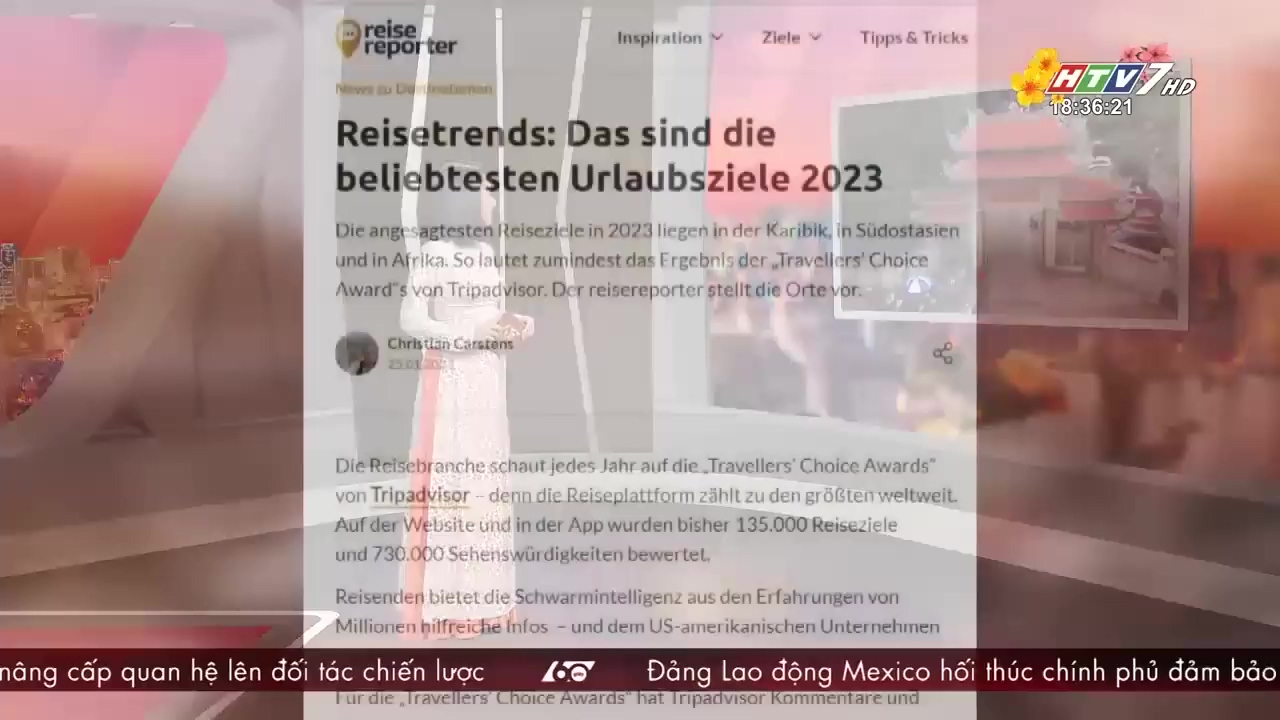 reise
reporter
Inspiration
Ziele
Tipps & Tricks
HTV7 HD
18:36:21
News zu Destinationen
Reisetrends: Das sind die
beliebtesten Urlaubsziele 2023
Die angesagtesten Reiseziele in 2023 liegen in der Karibik, in Südostasien
und in Afrika. So lautet zumindest das Ergebnis der „Travellers' Choice
Award"s von Tripadvisor. Der reisereporter stellt die Orte vor.
Christian Carstens
Die Reisebranche schaut jedes Jahr auf die „Travellers' Choice Awards"
von Tripadvisor – denn die Reiseplattform zählt zu den größten weltweit.
Auf der Website und in der App wurden bisher 135.000 Reiseziele
und 730.000 Sehenswürdigkeiten bewertet.
Reisenden bietet die Schwarmintelligenz aus den Erfahrungen von
Millionen hilfreiche Infos – und dem US-amerikanischen Unternehmen
nâng cấp quan hệ lên đối tác chiến lược
60
Đảng Lao động Mexico hối thúc chính phủ đảm bảo
Für die „Travellers' Choice Awards" hat Tripadvisor Kommentare und